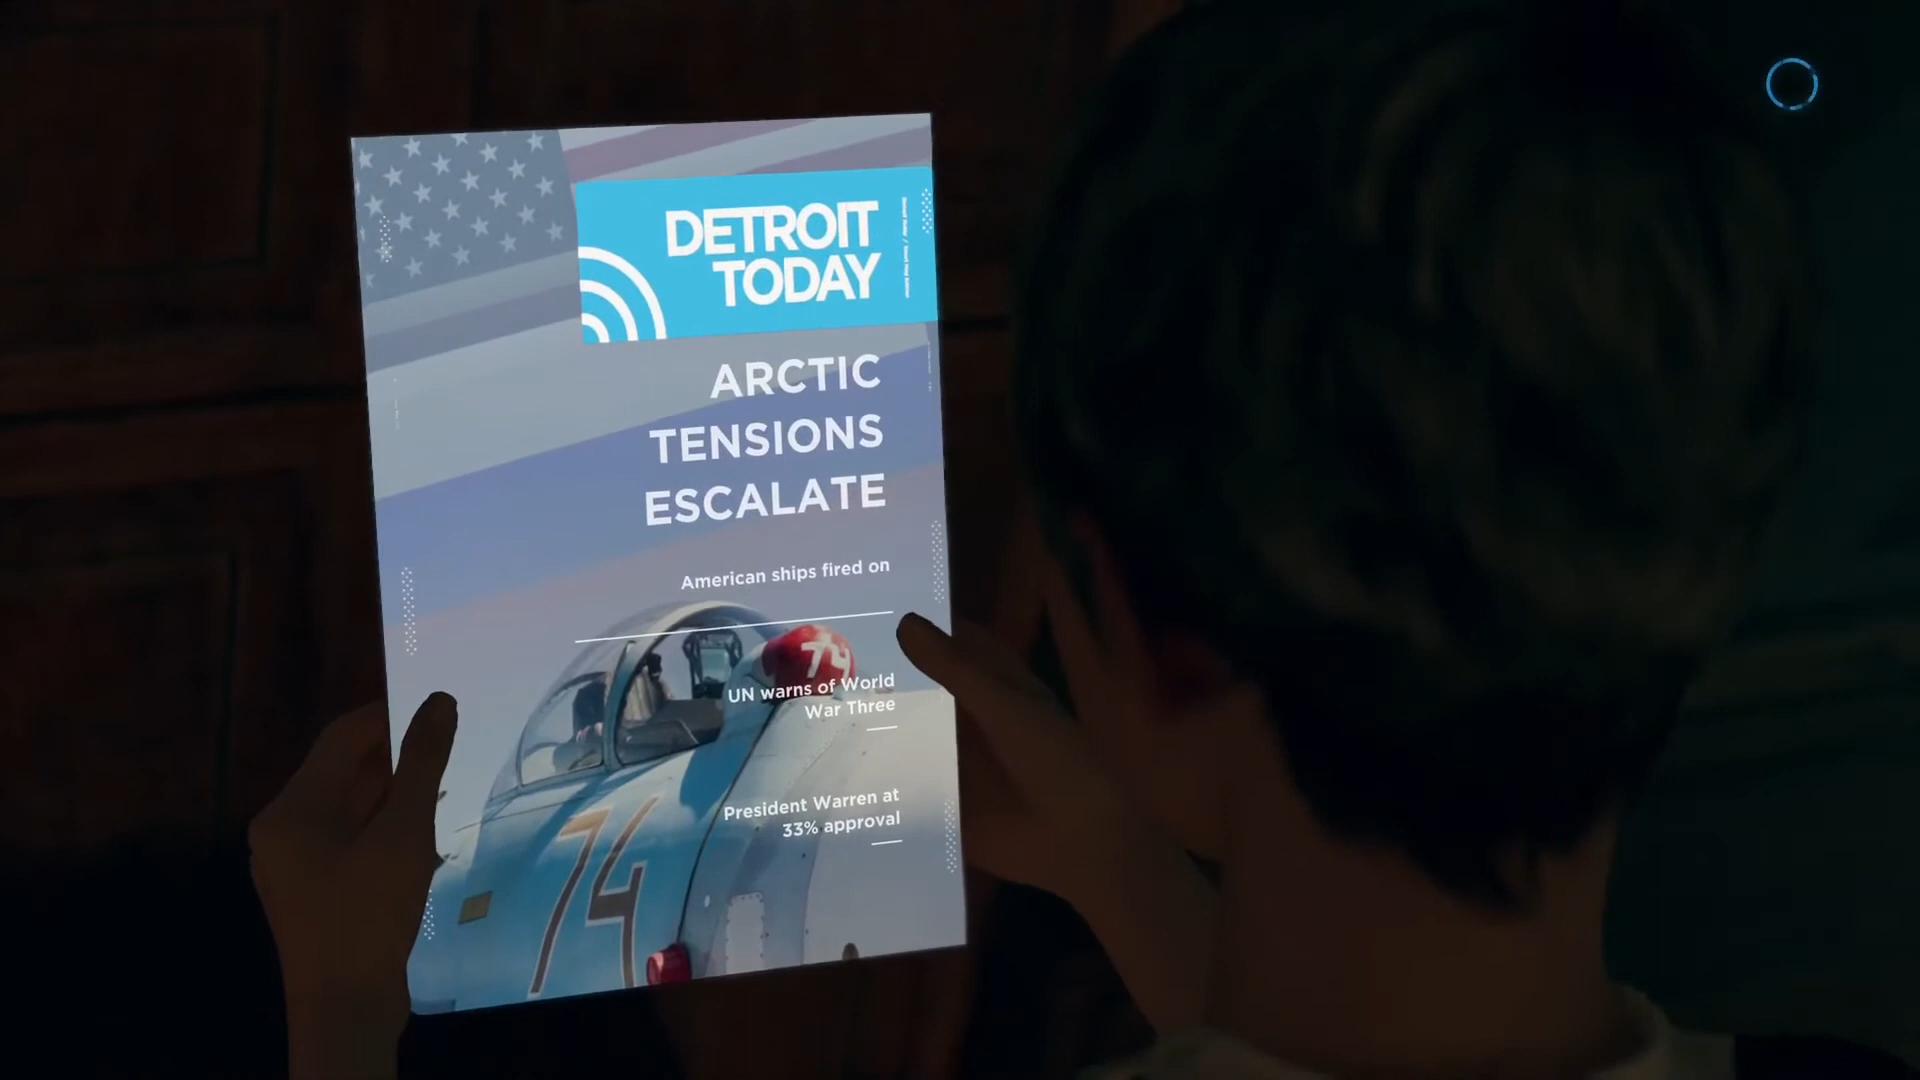 DETROIT
TODAY
ARCTIC
TENSIONS
ESCALATE
American ships fired on
74
UN warns of World
War Three
President Warren at
33% approval
74